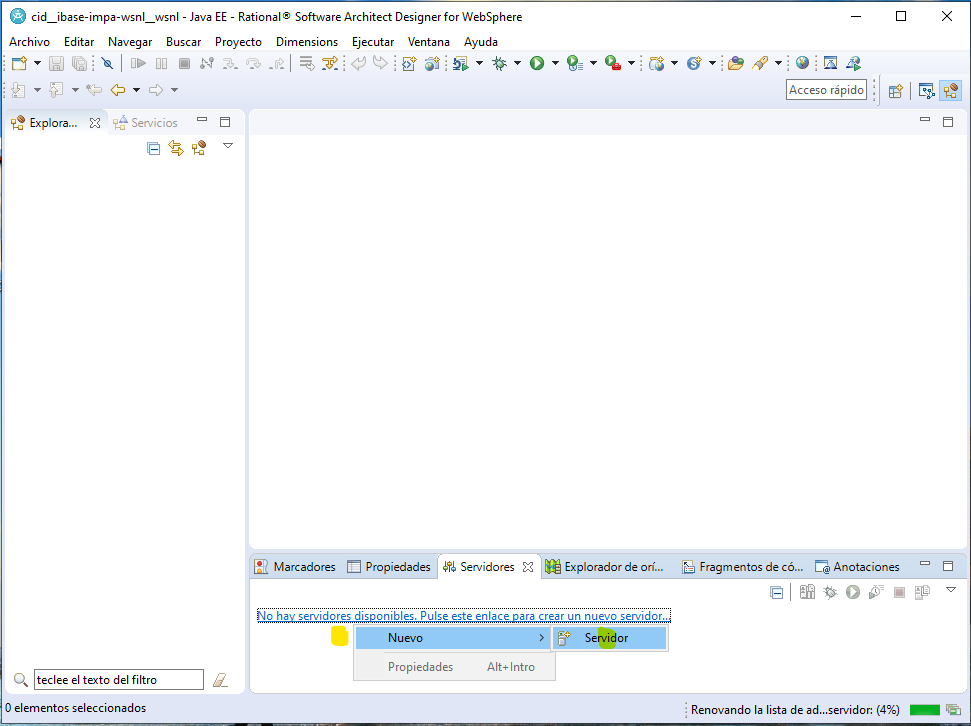 cid__ibase-impa-wsnl__wsnl - Java EE - Rational® Software Architect Designer for WebSphere
Archivo Editar Navegar Buscar Proyecto Dimensions Ejecutar Ventana Ayuda
Acceso rápido
Explora... Servicios
Marcadores Propiedades Servidores Explorador de orí... Fragmentos de có... Anotaciones
No hay servidores disponibles. Pulse este enlace para crear un nuevo servidor...
Nuevo Servidor
Propiedades Alt+Intro
teclee el texto del filtro
0 elementos seleccionados Renovando la lista de ad...servidor: (4%)